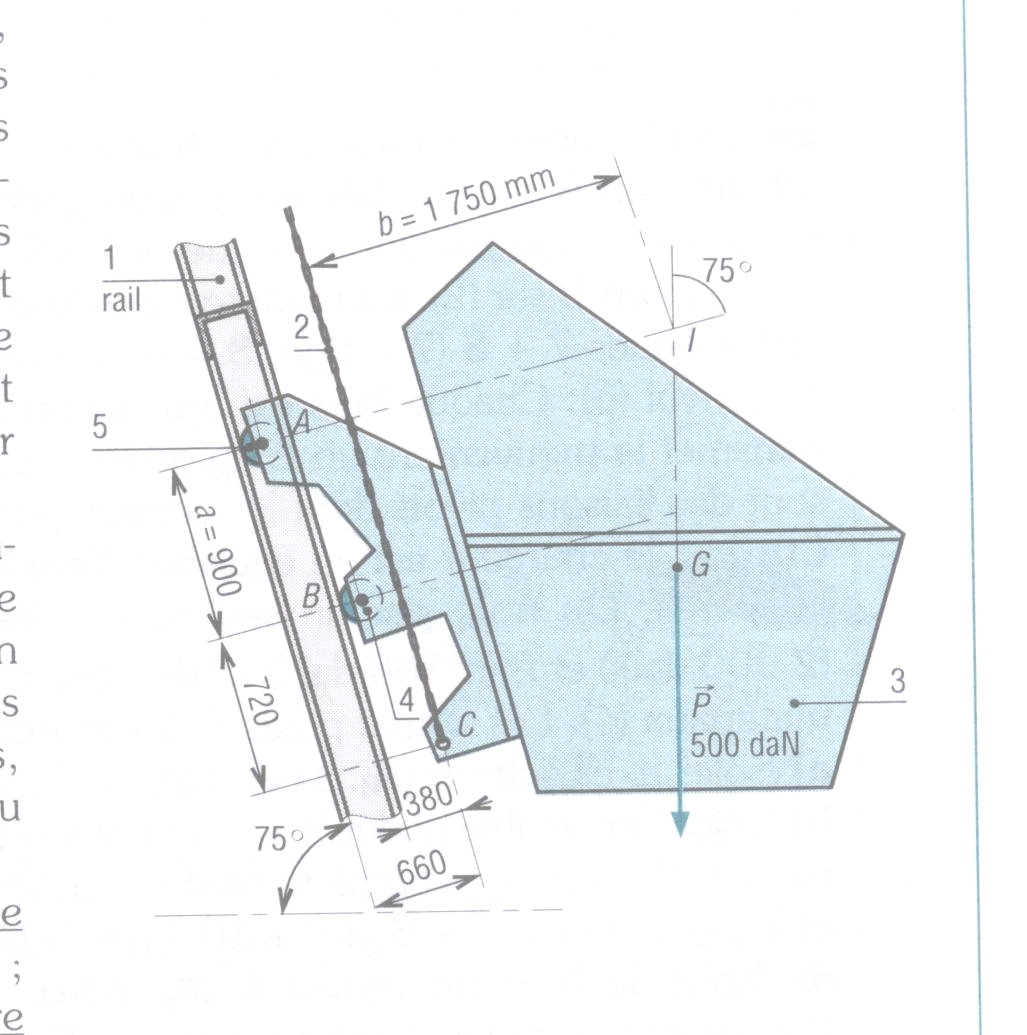 b = 1 750 mm
1
rail
75°
2
I
5
A
a = 900
B
G
720
4
C
P
500 daN
3
380
75°
660
,
s
s
-
s
t
e
t
r
-
e
n
s
s,
u
e
;
e